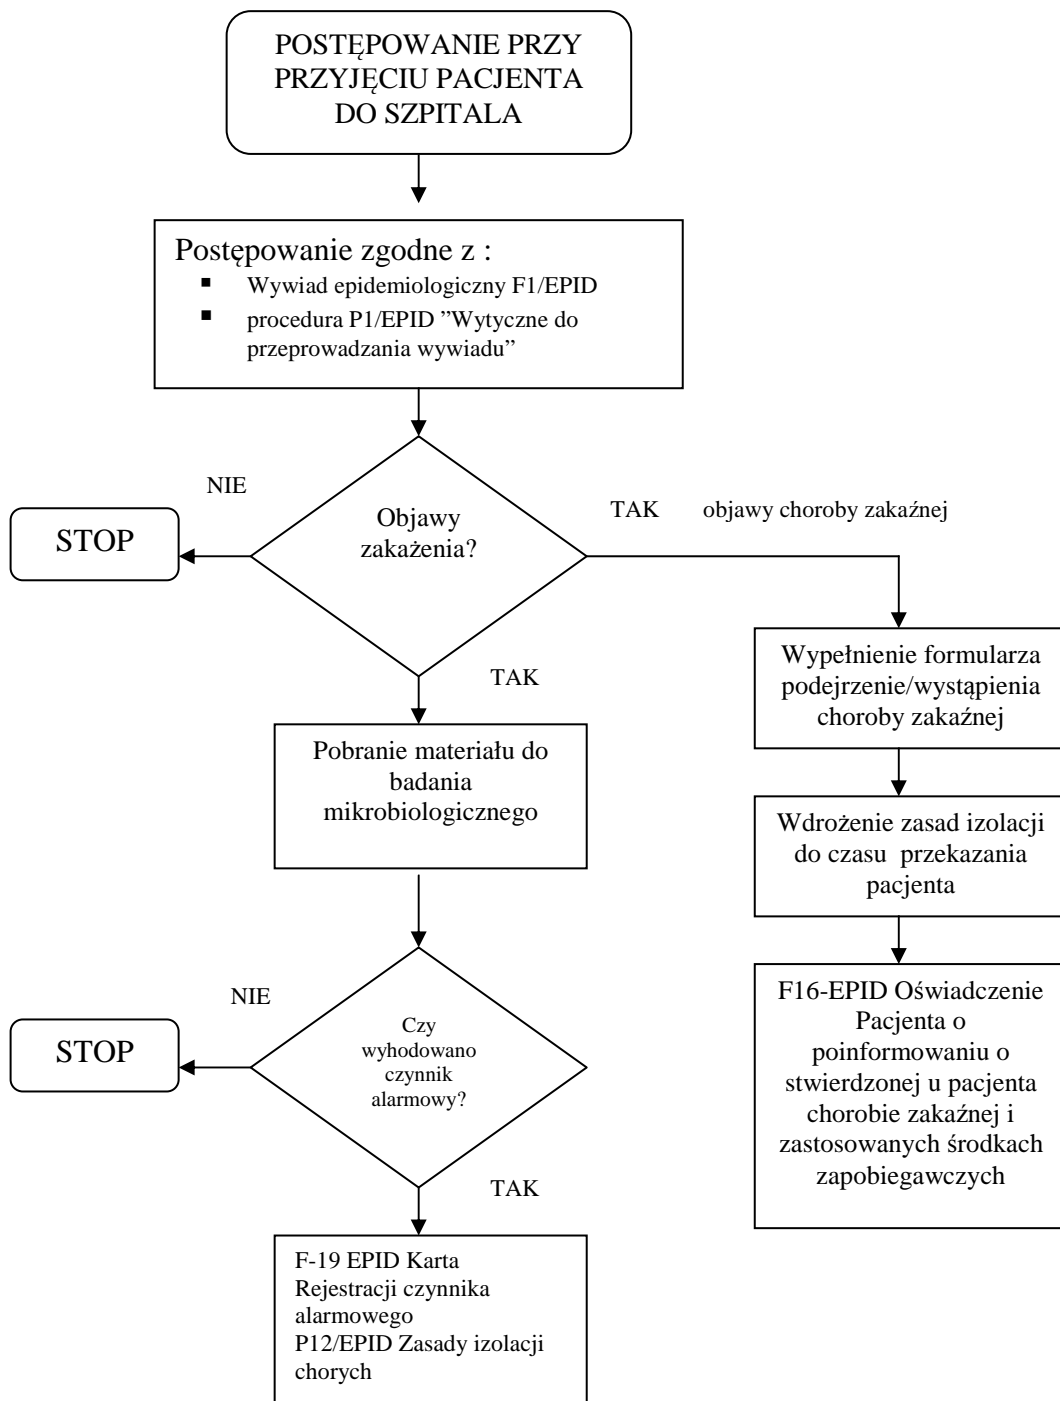 POSTĘPOWANIE PRZY
PRZYJĘCIU PACJENTA
DO SZPITALA
Postępowanie zgodne z :
▪ Wywiad epidemiologiczny F1/EPID
▪ procedura P1/EPID ”Wytyczne do
przeprowadzania wywiadu”
NIE
STOP
Objawy
zakażenia?
TAK objawy choroby zakaźnej
TAK
Wypełnienie formularza
podejrzenie/wystąpienia
choroby zakaźnej
Pobranie materiału do
badania
mikrobiologicznego
Wdrożenie zasad izolacji
do czasu przekazania
pacjenta
F16-EPID Oświadczenie
Pacjenta o
poinformowaniu o
stwierdzonej u pacjenta
chorobie zakaźnej i
zastosowanych środkach
zapobiegawczych
NIE
STOP
Czy
wyhodowano
czynnik
alarmowy?
TAK
F-19 EPID Karta
Rejestracji czynnika
alarmowego
P12/EPID Zasady izolacji
chorych